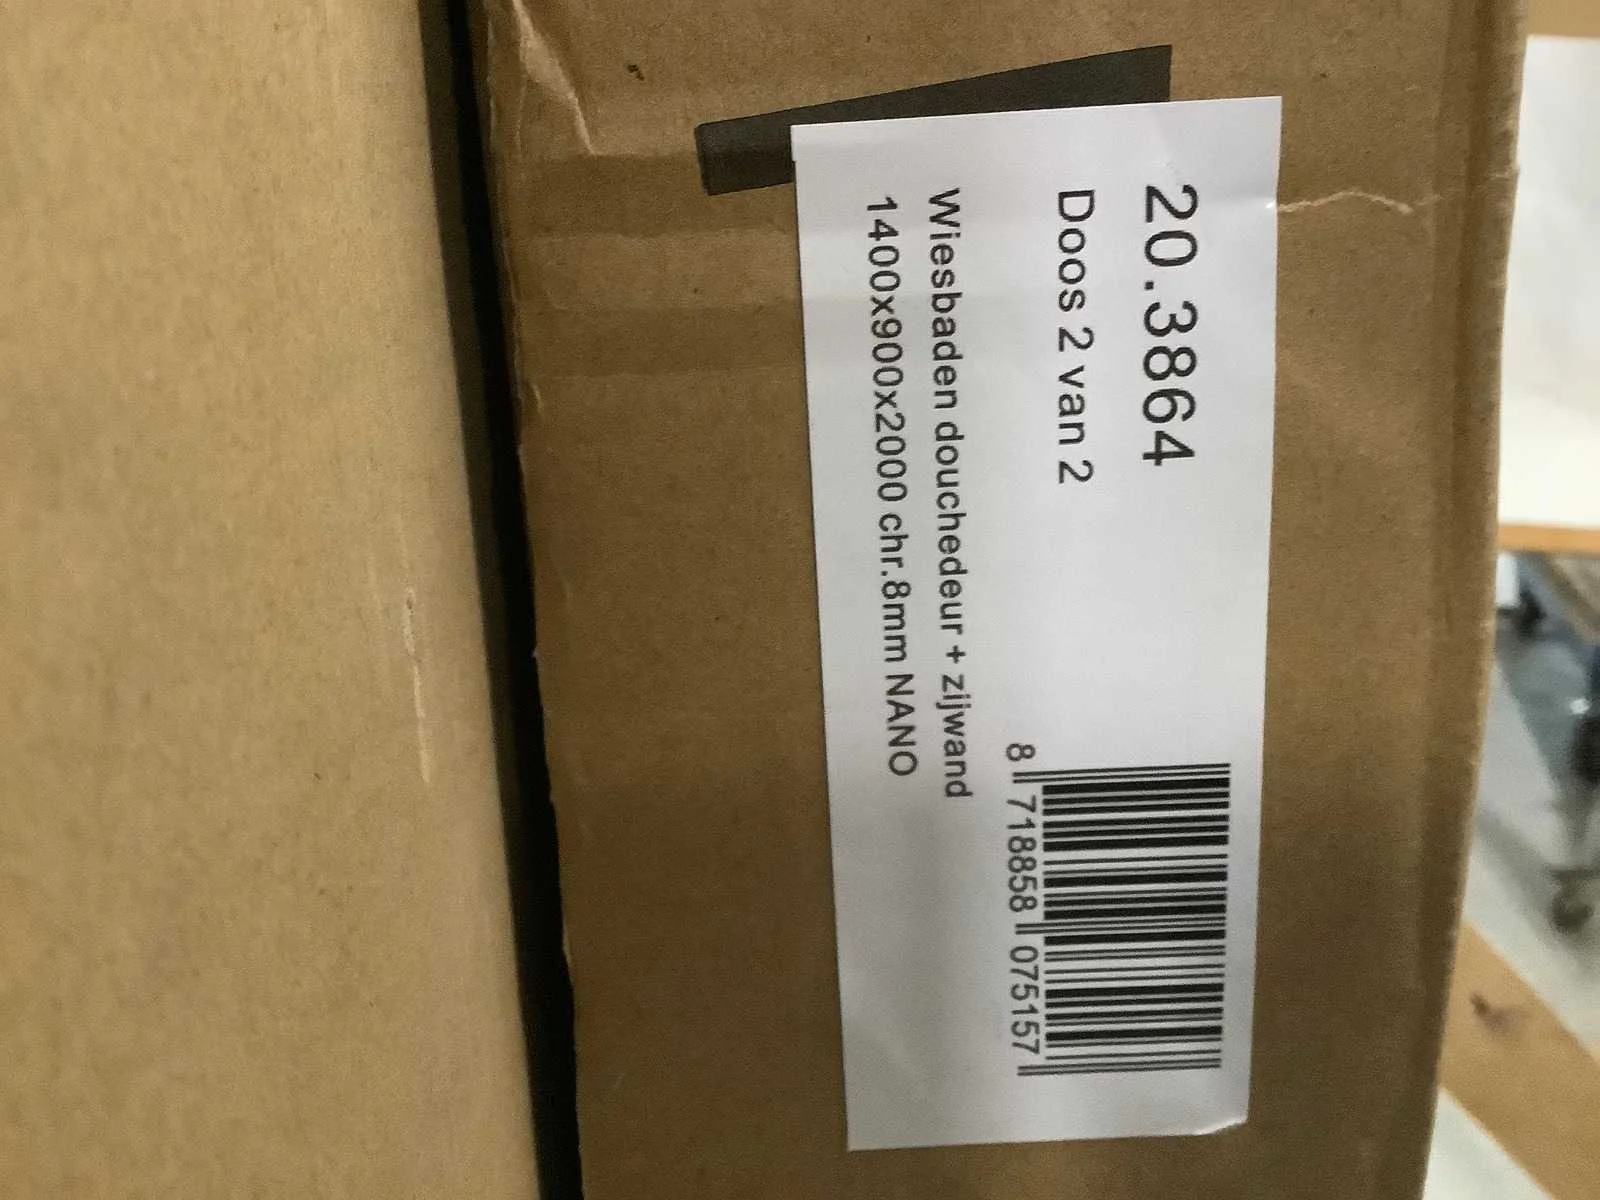 20.3864
Doos 2 van 2
8 718858 075157
Wiesbaden douchedeur + zijwand
1400x900x2000 chr.8mm NANO